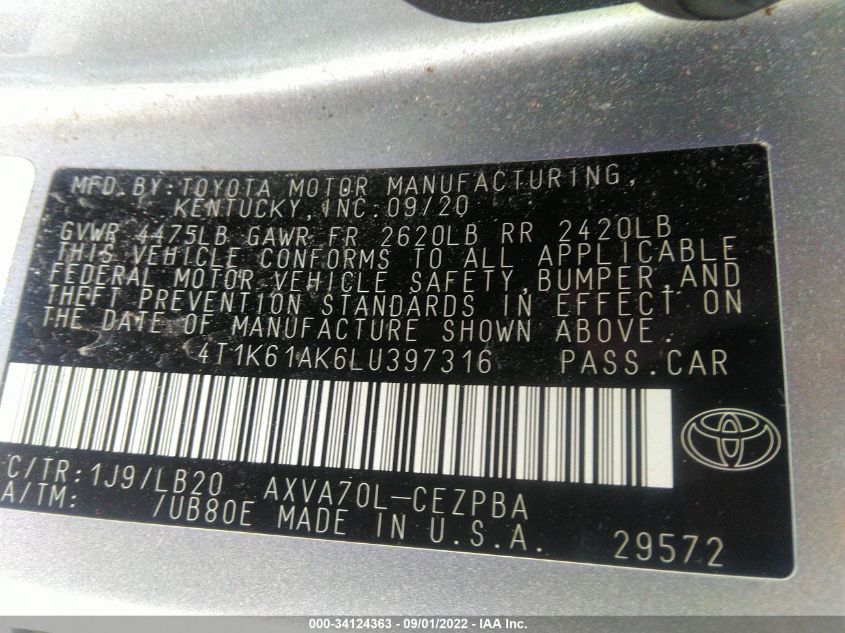 MFD. BY: TOYOTA MOTOR MANUFACTURING,
KENTUCKY, INC. 09/20
GVWR 4475LB GAWR FR 2620LB RR 2420LB
THIS VEHICLE CONFORMS TO ALL APPLICABLE
FEDERAL MOTOR VEHICLE SAFETY, BUMPER, AND
THEFT PREVENTION STANDARDS IN EFFECT ON
THE DATE OF MANUFACTURE SHOWN ABOVE.
4T1K61AK6LU397316 PASS.CAR
C/TR: 1J9/LB20 AXVA70L-CEZPBA
A/TM: /UB80E MADE IN U.S.A. 29572
000-34124363 - 09/01/2022 - IAA Inc.